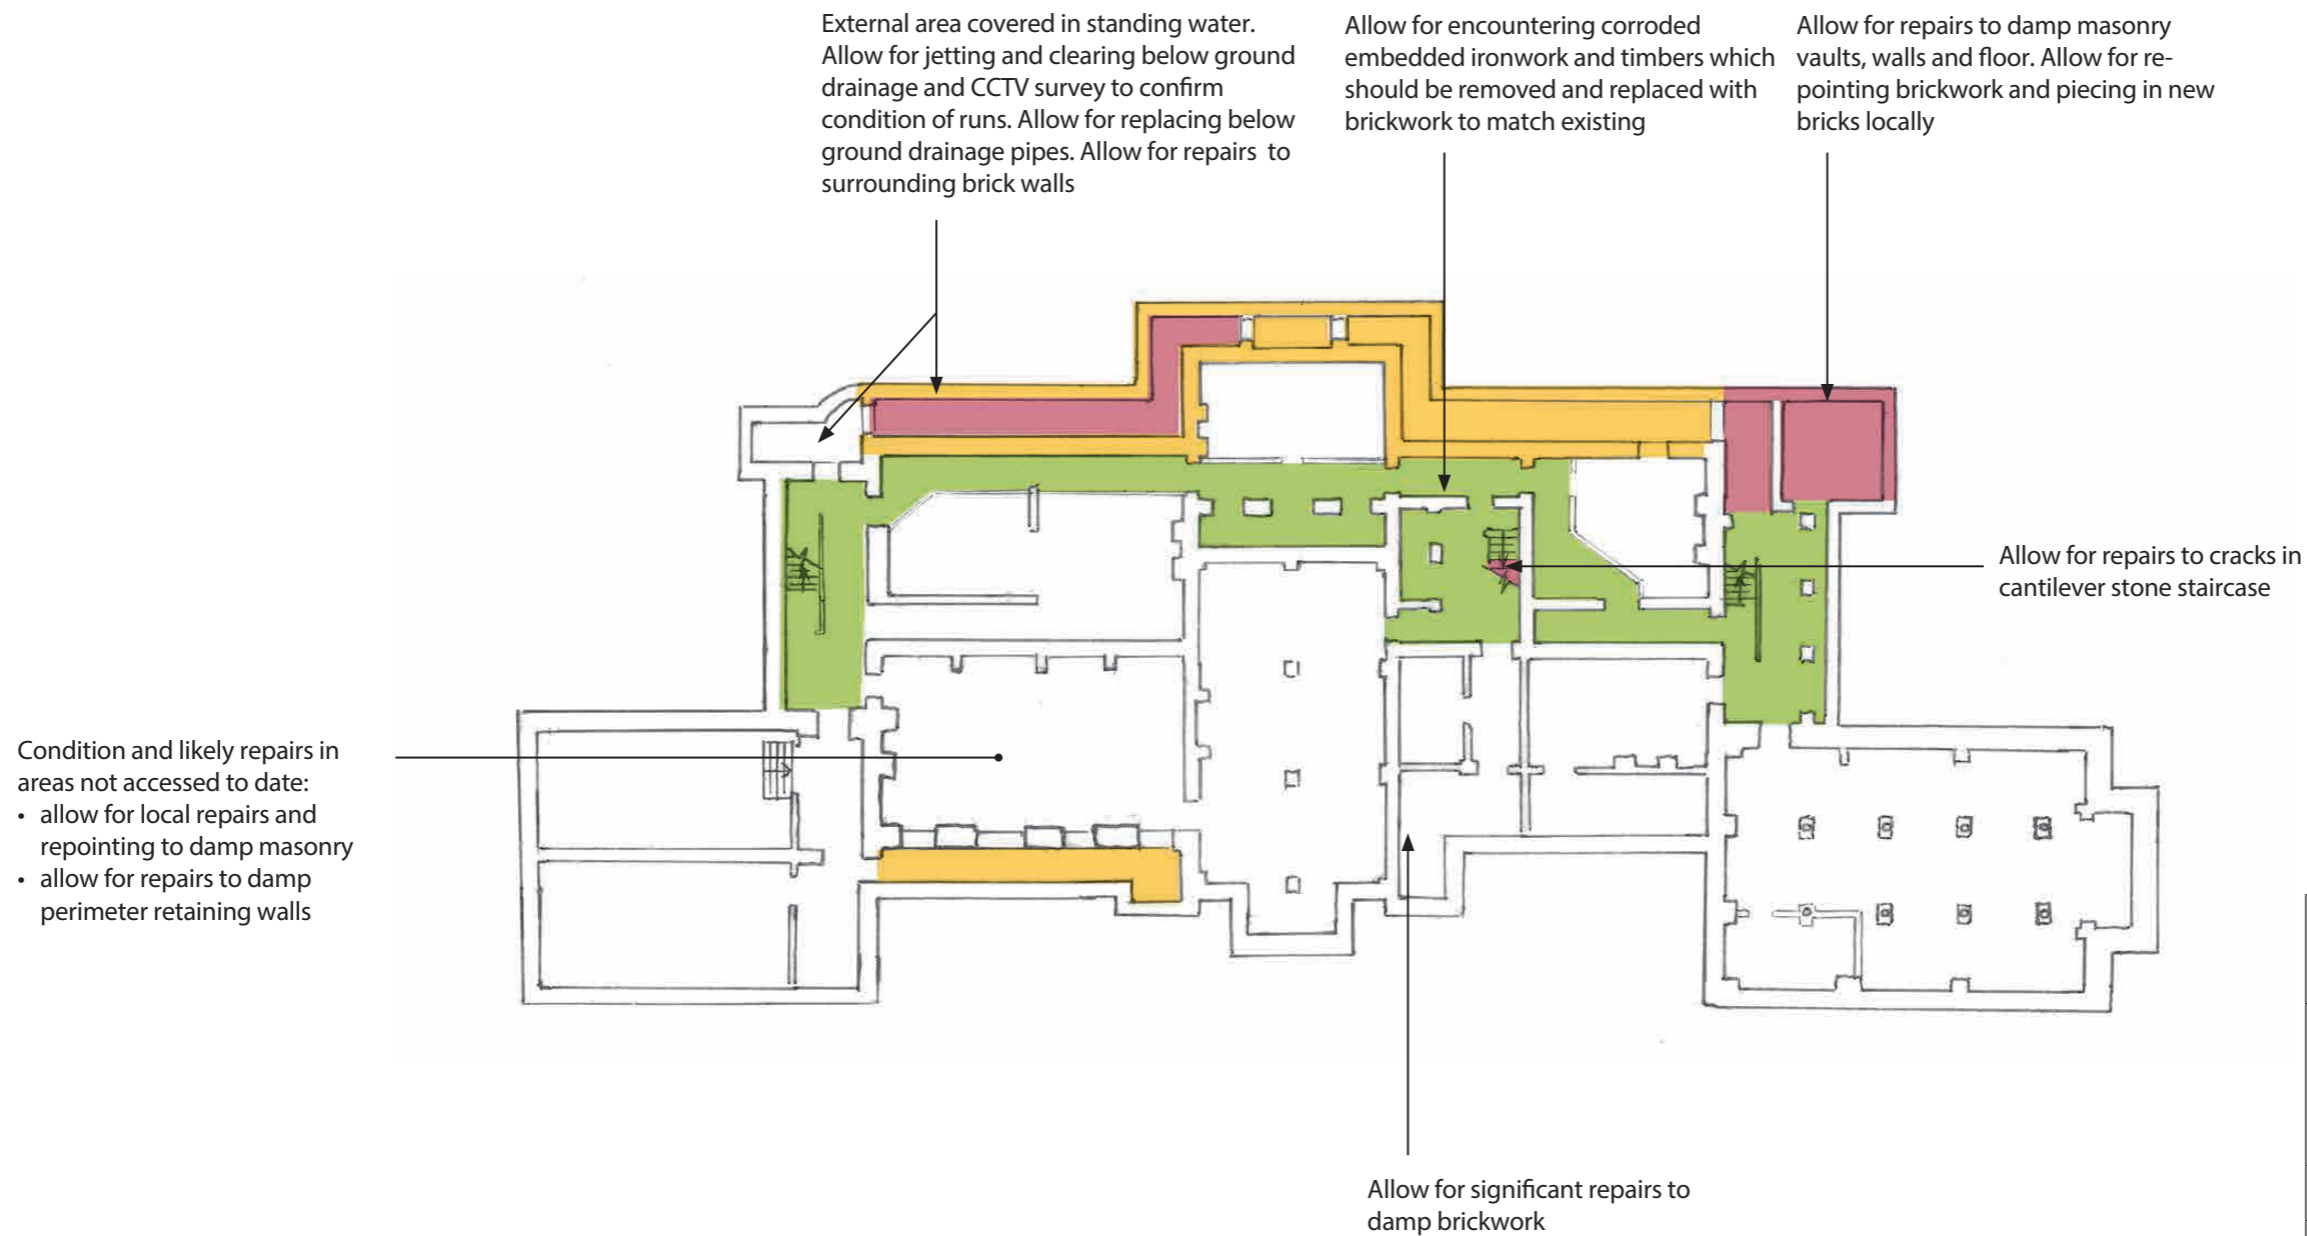 External area covered in standing water.
Allow for jetting and clearing below ground
drainage and CCTV survey to confirm
condition of runs. Allow for replacing below
ground drainage pipes. Allow for repairs to
surrounding brick walls
Allow for encountering corroded
embedded ironwork and timbers which
should be removed and replaced with
brickwork to match existing
Allow for repairs to damp masonry
vaults, walls and floor. Allow for re-
pointing brickwork and piecing in new
bricks locally
Allow for repairs to cracks in
cantilever stone staircase
Condition and likely repairs in
areas not accessed to date:
• allow for local repairs and
repointing to damp masonry
• allow for repairs to damp
perimeter retaining walls
Allow for significant repairs to
damp brickwork